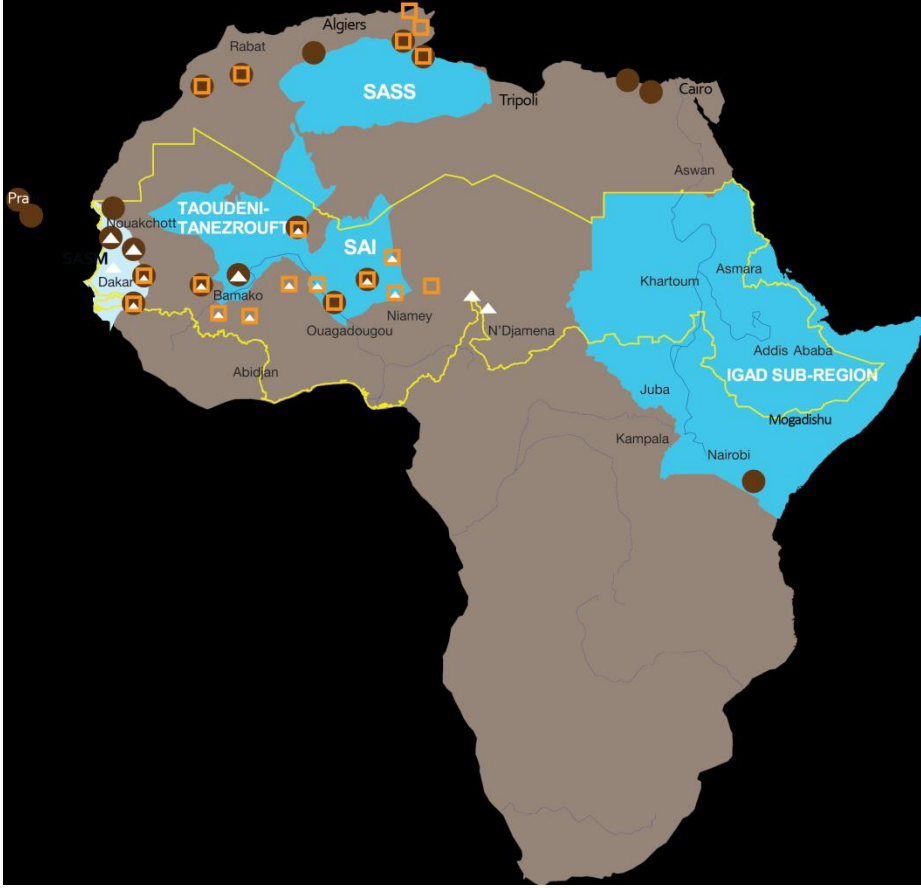 Algiers
Rabat
SASS
Tripoli
Cairo
Aswan
Pra
TAOUDENI-
TANEZROUFT
Nouakchott
SAI
SASM
Dakar
Khartoum
Asmara
Bamako
Niamey
Ouagadougou
N'Djamena
Addis Ababa
Abidjan
IGAD SUB-REGION
Juba
Mogadishu
Kampala
Nairobi